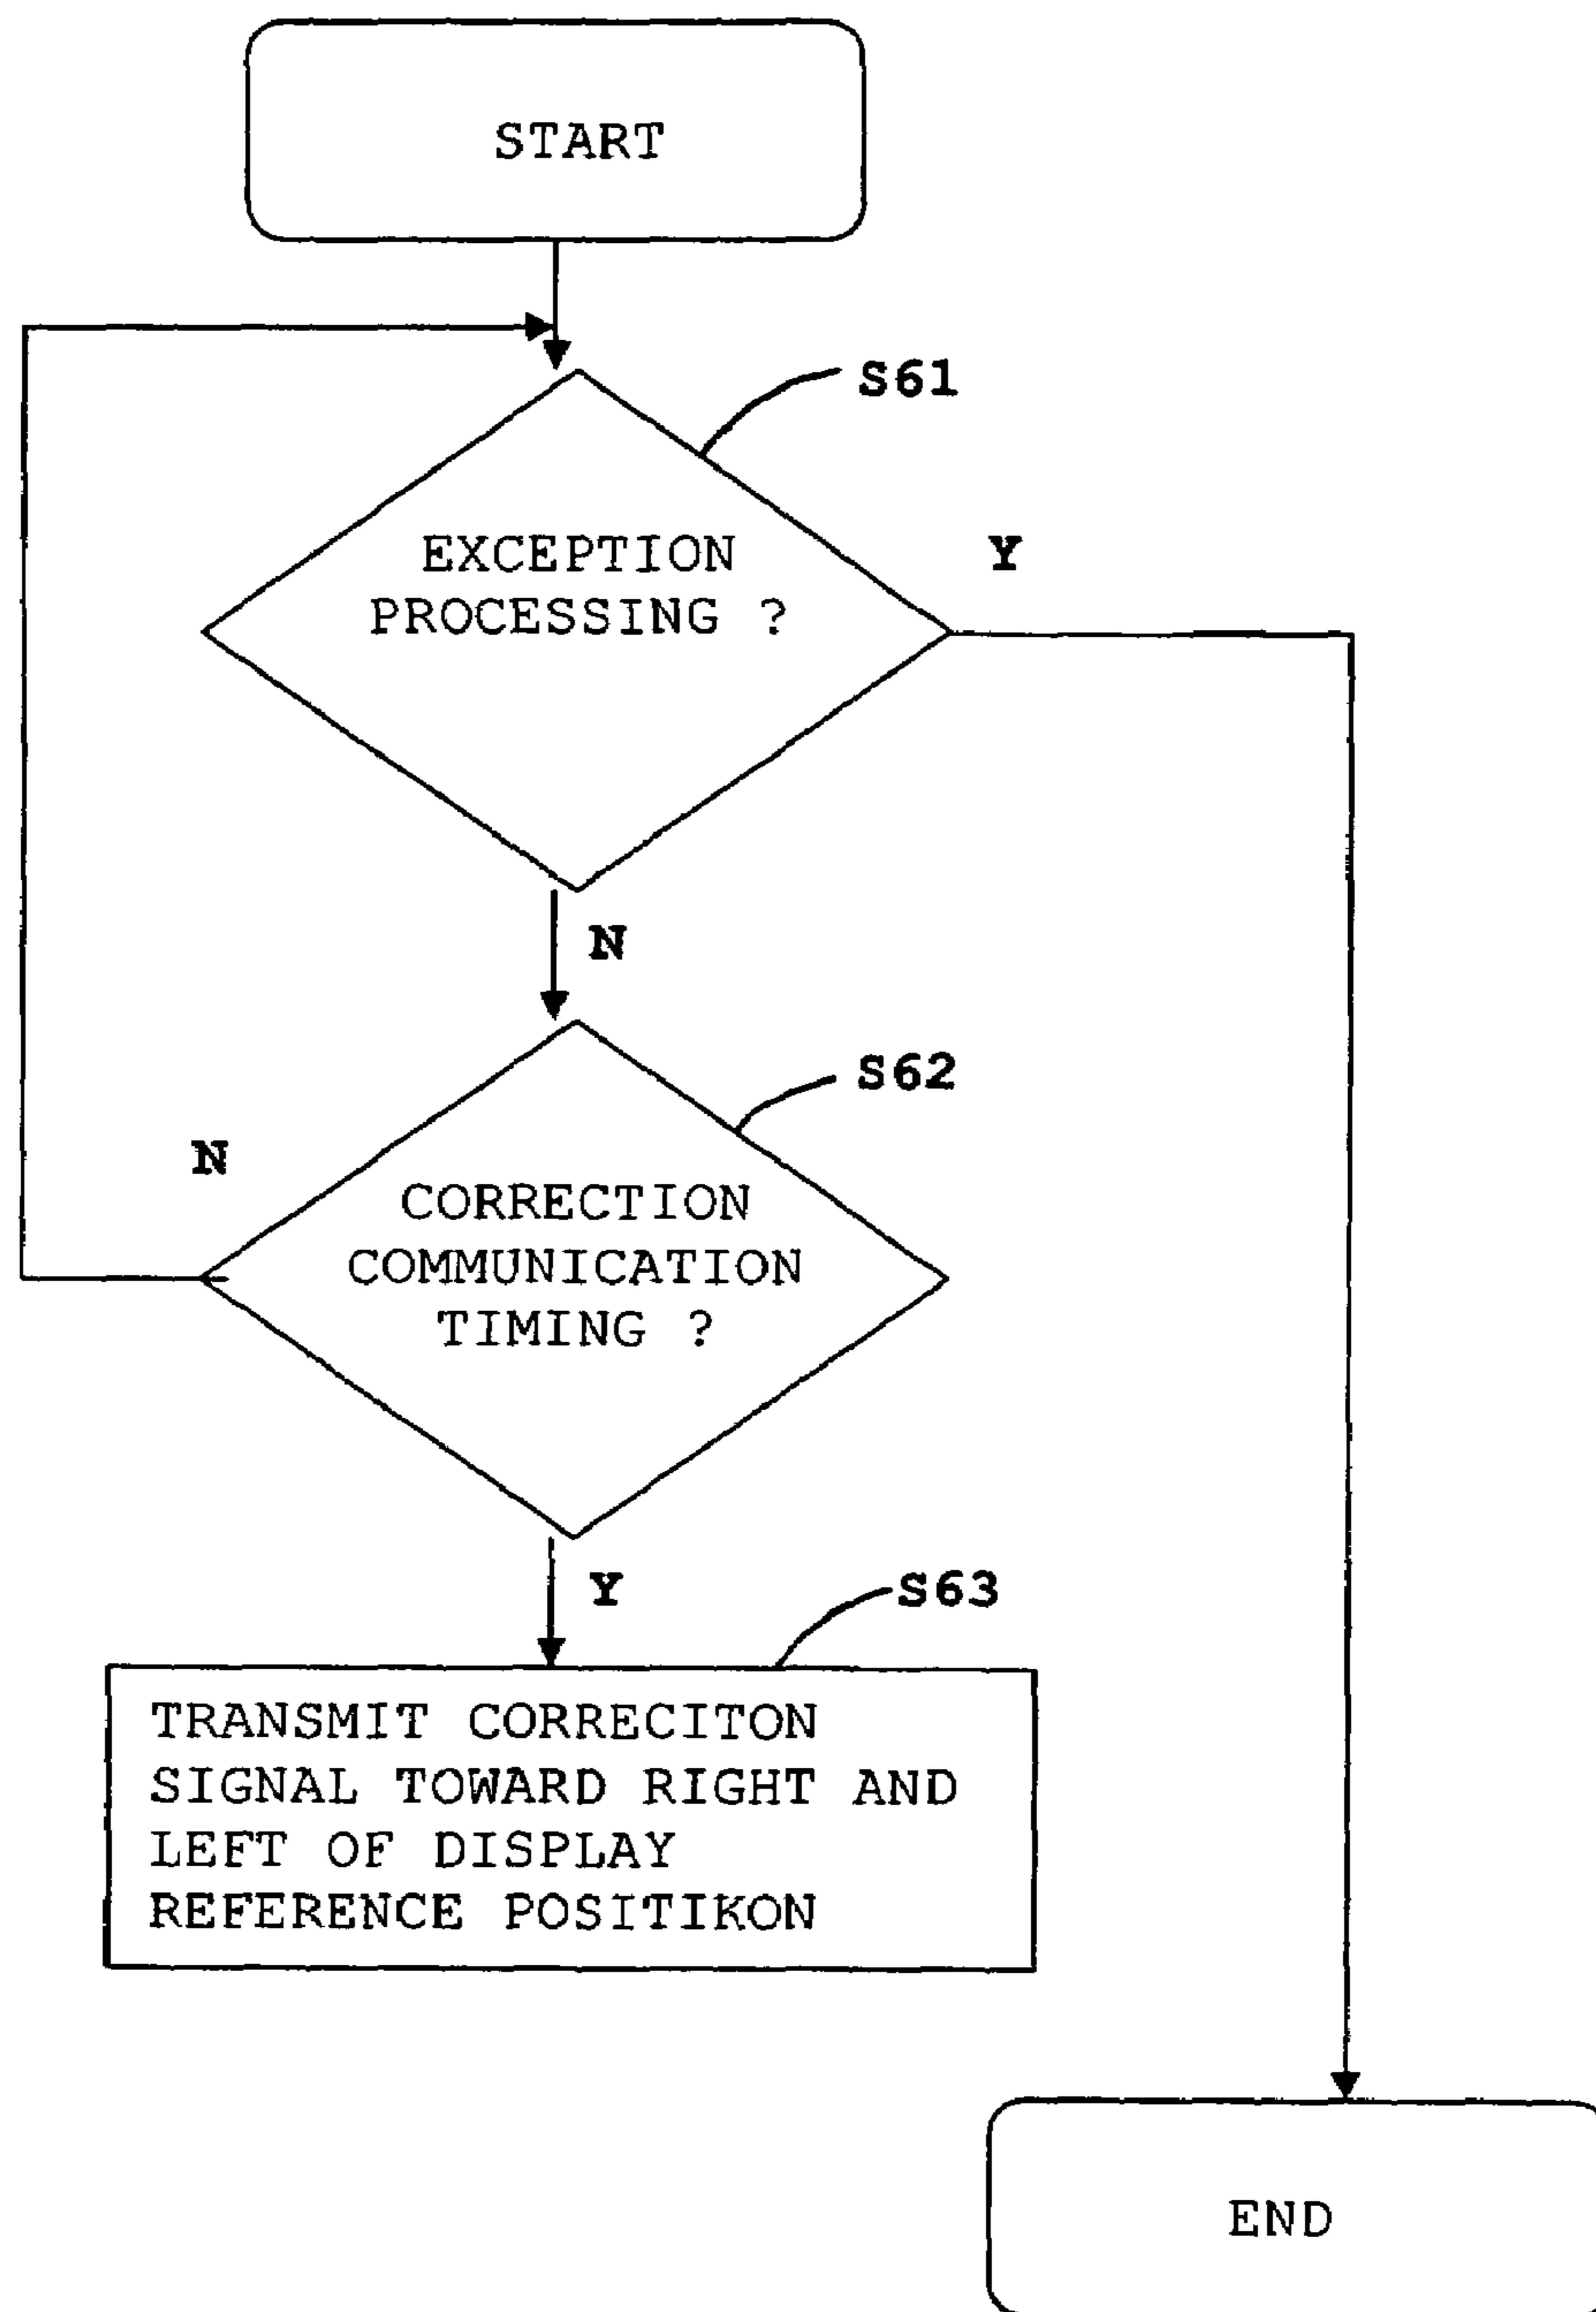 START
S61
EXCEPTION
PROCESSING ?
Y
N
S62
N
CORRECTION
COMMUNICATION
TIMING ?
Y
S63
TRANSMIT CORRECITON
SIGNAL TOWARD RIGHT AND
LEFT OF DISPLAY
REFERENCE POSITIKON
END